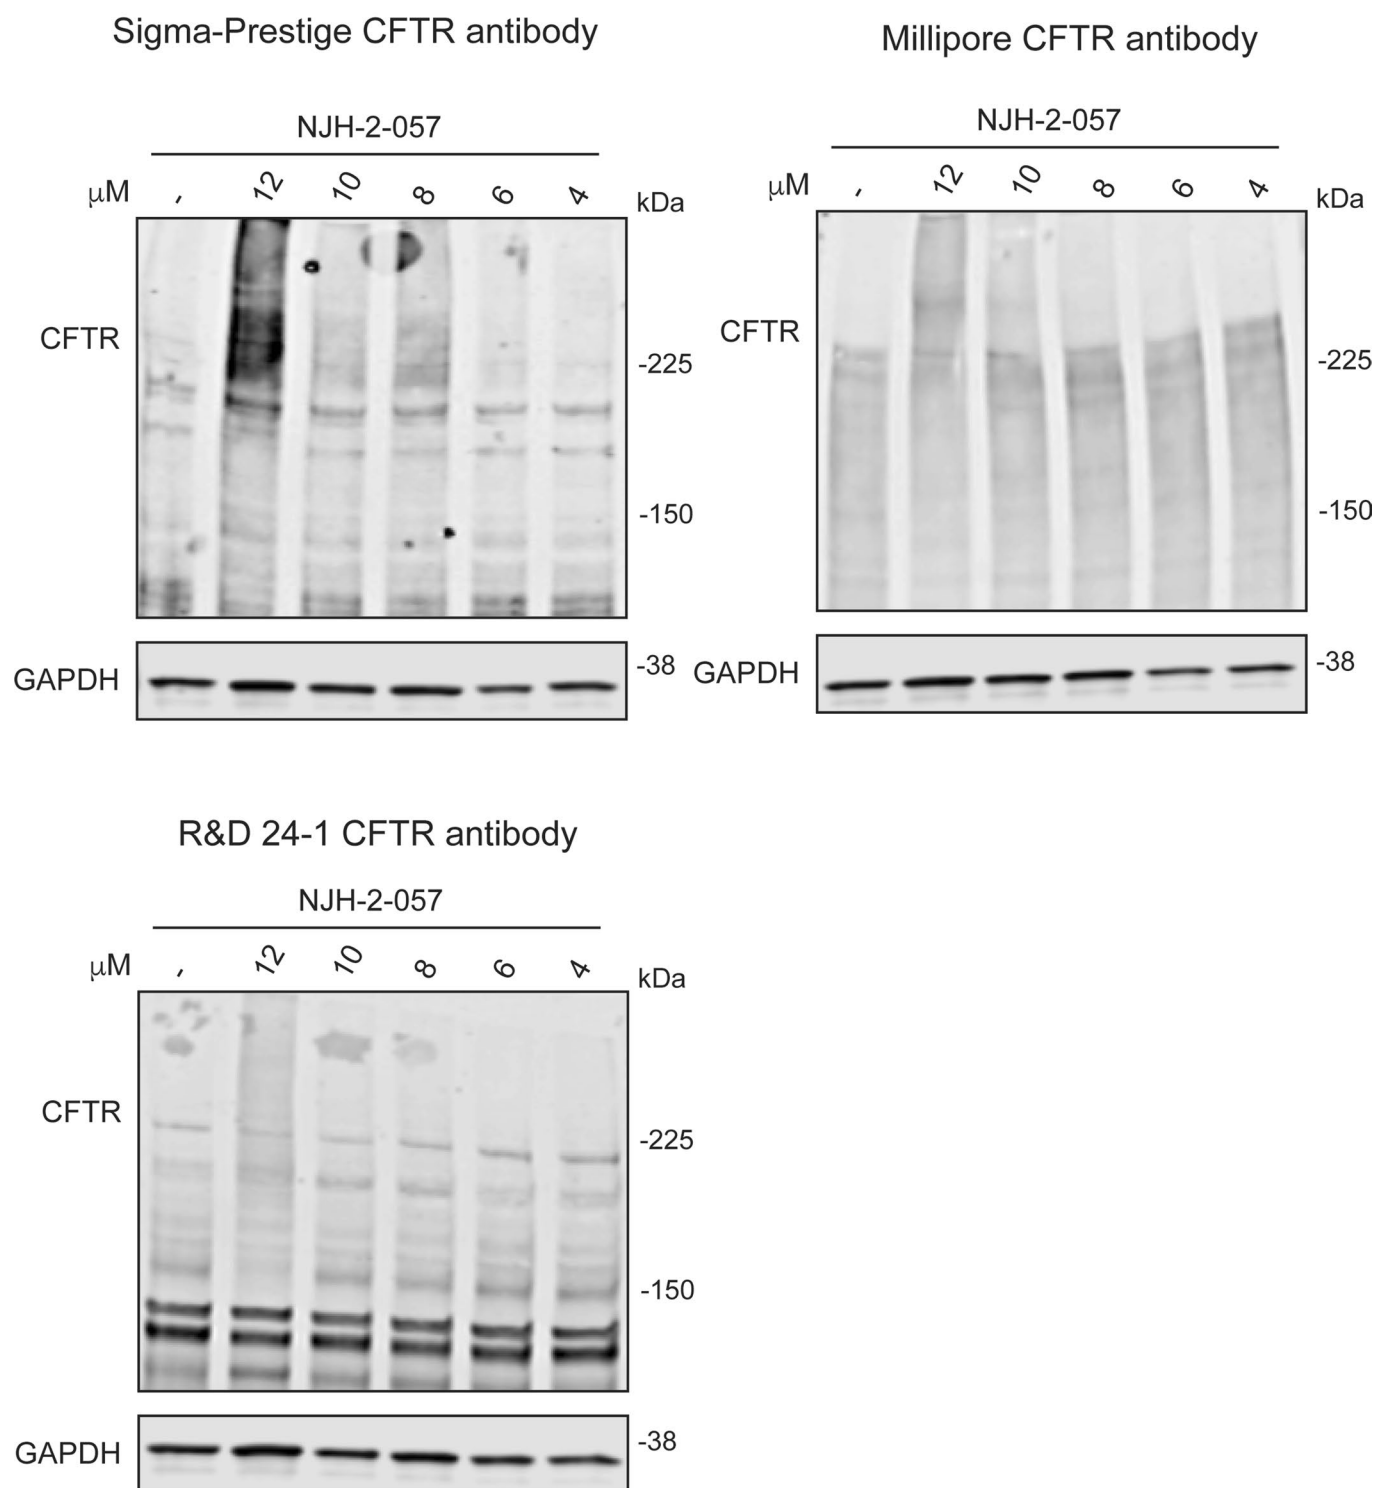 Sigma-Prestige CFTR antibody
NJH-2-057
μM - 12 10 8 6 4 kDa
CFTR
-225
-150
GAPDH
-38
Millipore CFTR antibody
NJH-2-057
μM - 12 10 8 6 4 kDa
CFTR
-225
-150
GAPDH
-38
R&D 24-1 CFTR antibody
NJH-2-057
μM - 12 10 8 6 4 kDa
CFTR
-225
-150
GAPDH
-38